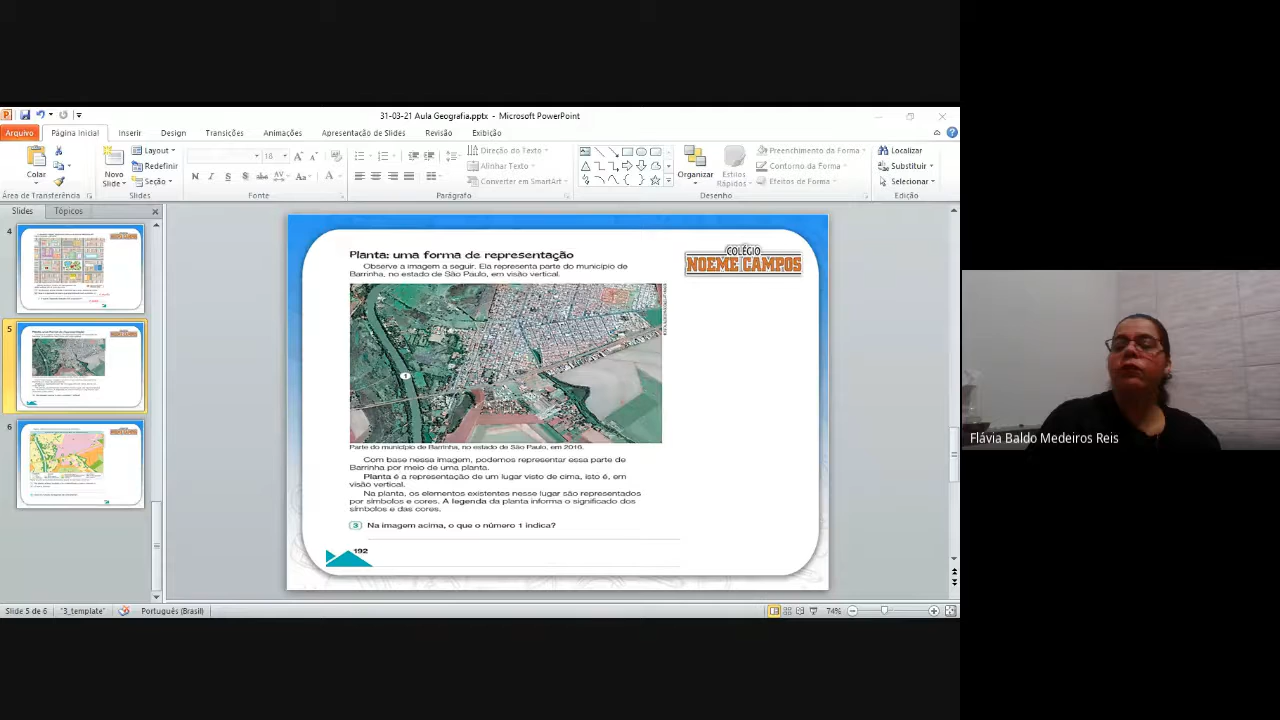 31-03-21 Aula Geografia.pptx - Microsoft PowerPoint
Arquivo Página Inicial Inserir Design Transições Animações Apresentação de Slides Revisão Exibição
Colar
Área de Transferência
Novo Slide
Layout
Redefinir
Seção
Slides
18
N I S S abc AV Aa A
Fonte
Parágrafo
Direção do Texto
Alinhar Texto
Converter em SmartArt
Organizar
Estilos Rápidos
Preenchimento da Forma
Contorno da Forma
Efeitos de Forma
Desenho
Localizar
Substituir
Selecionar
Edição
Slides Tópicos
4
5
6
Planta: uma forma de representação
COLÉGIO
NOEME CAMPOS
Observe a imagem a seguir. Ela representa parte do município de
Barrinha, no estado de São Paulo, em visão vertical.
1
Parte do município de Barrinha, no estado de São Paulo, em 2016.
Com base nessa imagem, podemos representar essa parte de
Barrinha por meio de uma planta.
Planta é a representação de um lugar visto de cima, isto é, em
visão vertical.
Na planta, os elementos existentes nesse lugar são representados
por símbolos e cores. A legenda da planta informa o significado dos
símbolos e das cores.
3 Na imagem acima, o que o número 1 indica?
192
Flávia Baldo Medeiros Reis
Slide 5 de 6 "3_template" Português (Brasil) 74%